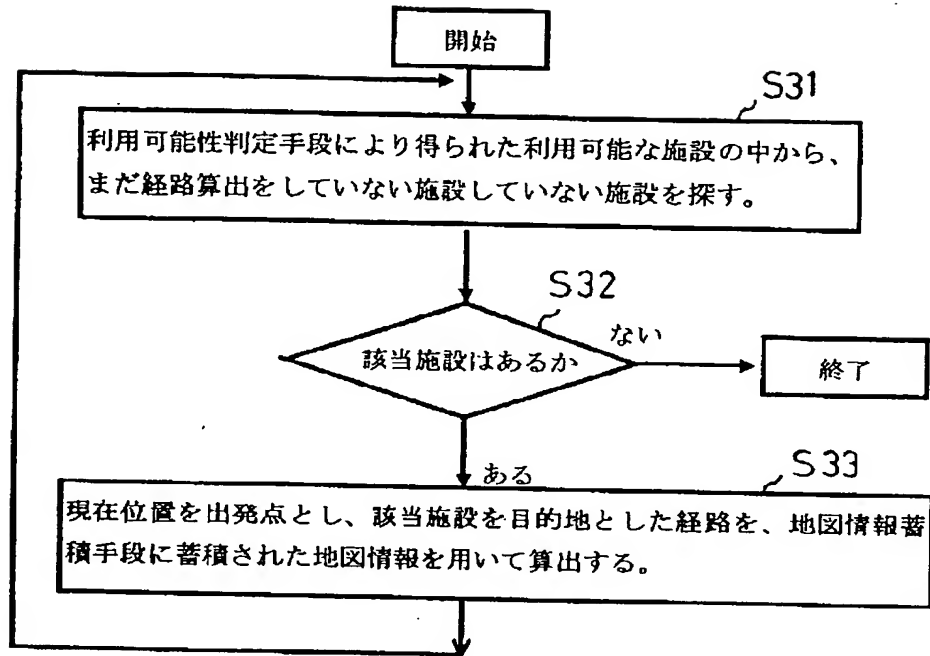 開始
S31
利用可能性判定手段により得られた利用可能な施設の中から、
まだ経路算出をしていない施設していない施設を探す。
S32
該当施設はあるか
ない
終了
ある
S33
現在位置を出発点とし、該当施設を目的地とした経路を、地図情報蓄
積手段に蓄積された地図情報を用いて算出する。